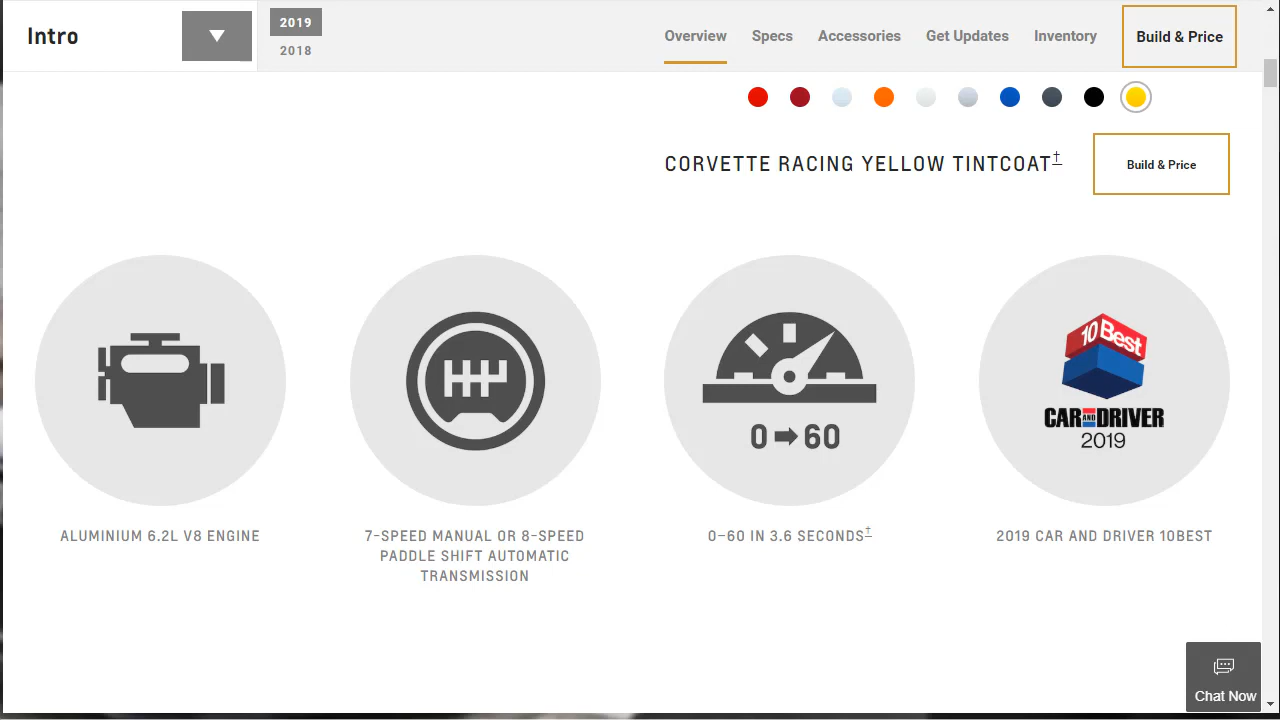 Intro
2019
2018
Overview
Specs
Accessories
Get Updates
Inventory
Build & Price
CORVETTE RACING YELLOW TINTCOAT†
Build & Price
0 ➡ 60
10Best
CAR AND DRIVER
2019
ALUMINIUM 6.2L V8 ENGINE
7-SPEED MANUAL OR 8-SPEED
PADDLE SHIFT AUTOMATIC
TRANSMISSION
0–60 IN 3.6 SECONDS†
2019 CAR AND DRIVER 10BEST
Chat Now